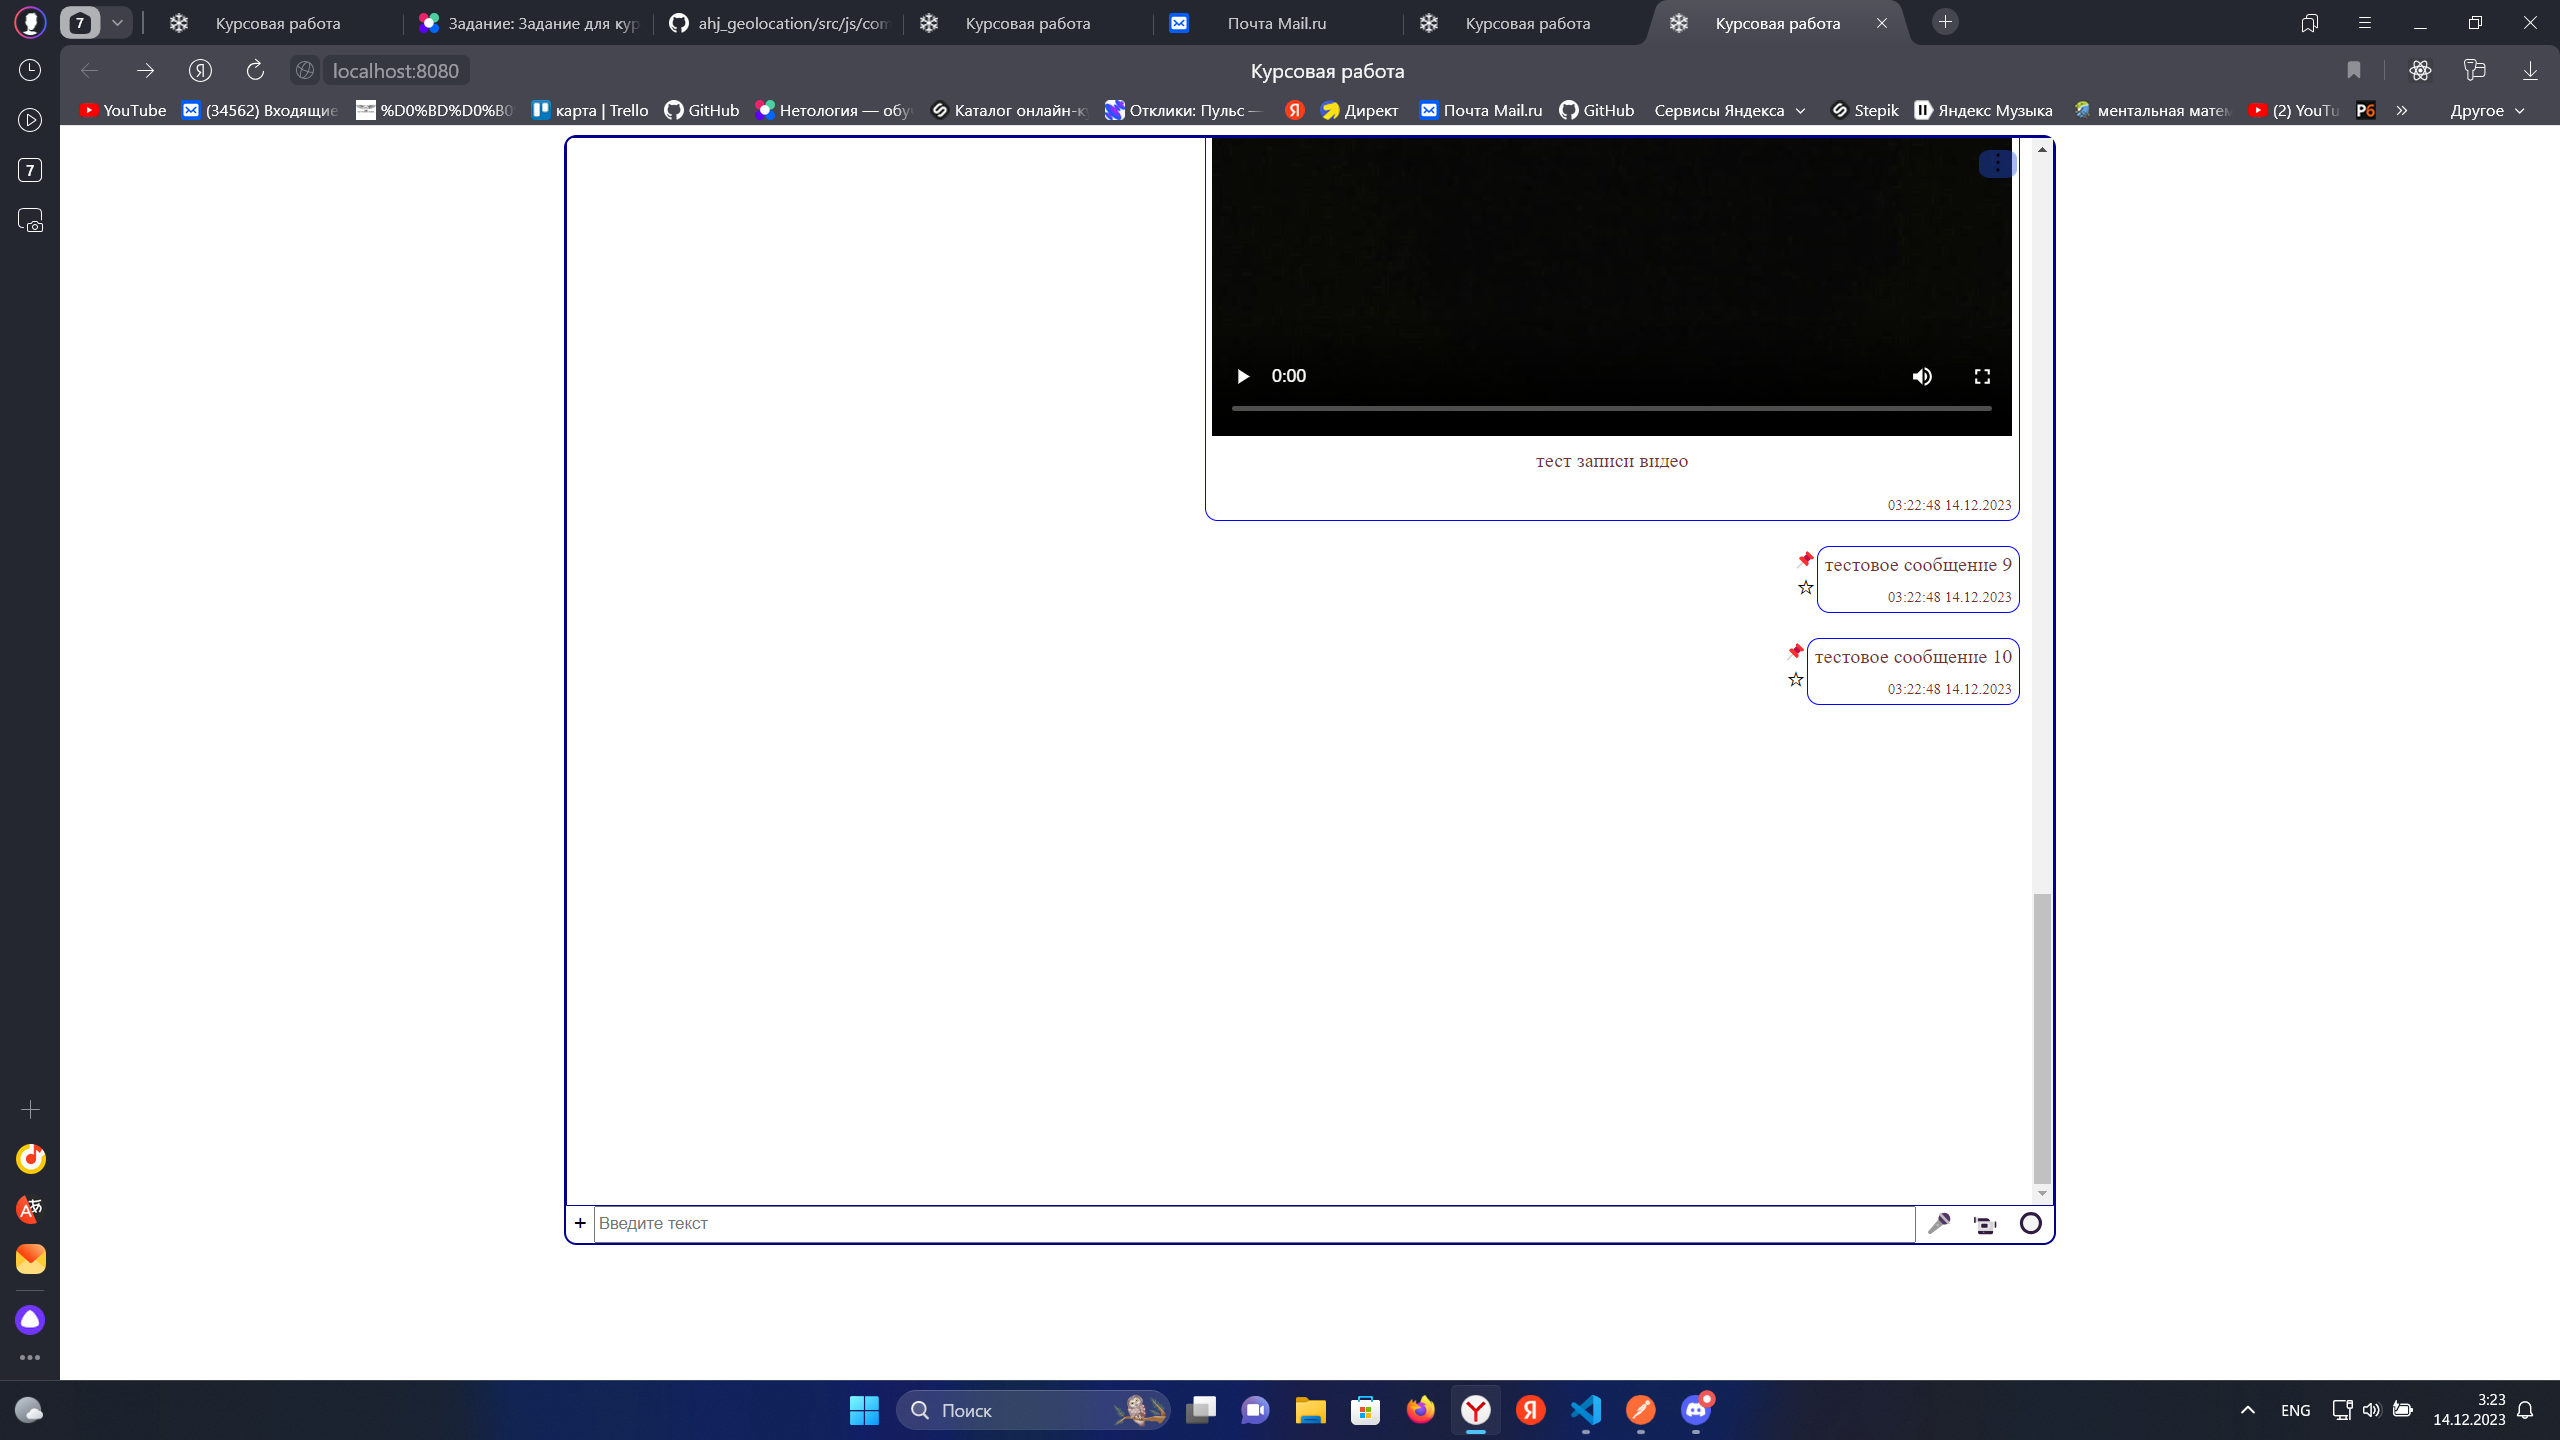 7
Курсовая работа
Задание: Задание для кур
ahj_geolocation/src/js/com
Курсовая работа
Почта Mail.ru
Курсовая работа
Курсовая работа
localhost:8080
Курсовая работа
YouTube
(34562) Входящие
%D0%BD%D0%B0
карта | Trello
GitHub
Нетология — обу
Каталог онлайн-к
Отклики: Пульс —
Директ
Почта Mail.ru
GitHub
Сервисы Яндекса
Stepik
Яндекс Музыка
ментальная матем
(2) YouTu
Другое
7
0:00
тест записи видео
03:22:48 14.12.2023
тестовое сообщение 9
03:22:48 14.12.2023
тестовое сообщение 10
03:22:48 14.12.2023
+
Введите текст
Поиск
ENG
3:23
14.12.2023